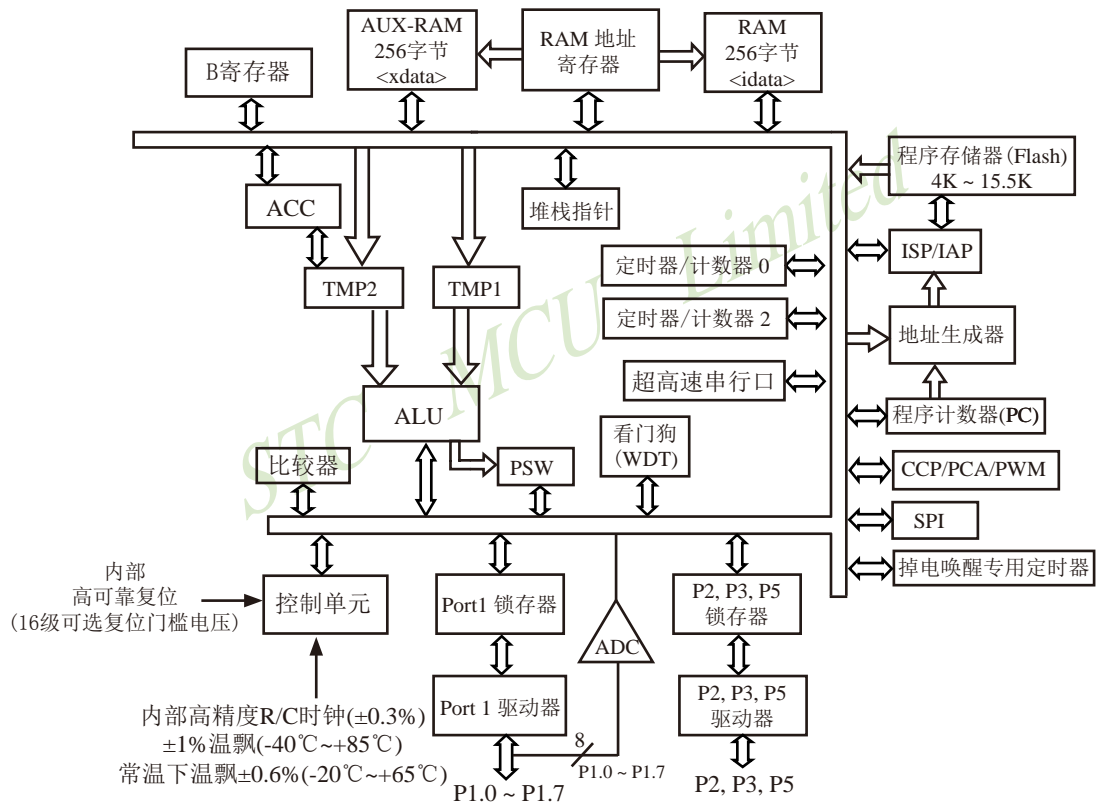 B寄存器
AUX-RAM
256字节
<xdata>
RAM 地址
寄存器
RAM
256字节
<idata>
程序存储器(Flash)
4K ~ 15.5K
ACC
堆栈指针
ISP/IAP
定时器/计数器 0
TMP2
TMP1
定时器/计数器 2
地址生成器
超高速串行口
ALU
程序计数器(PC)
看门狗
(WDT)
比较器
PSW
CCP/PCA/PWM
SPI
掉电唤醒专用定时器
内部
高可靠复位
(16级可选复位门槛电压)
控制单元
Port1 锁存器
ADC
P2, P3, P5
锁存器
Port 1 驱动器
P2, P3, P5
驱动器
内部高精度R/C时钟(±0.3%)
±1%温飘(-40℃~+85℃)
常温下温飘±0.6%(-20℃~+65℃)
8
P1.0 ~ P1.7
P1.0 ~ P1.7
P2, P3, P5
STC MCU Limited